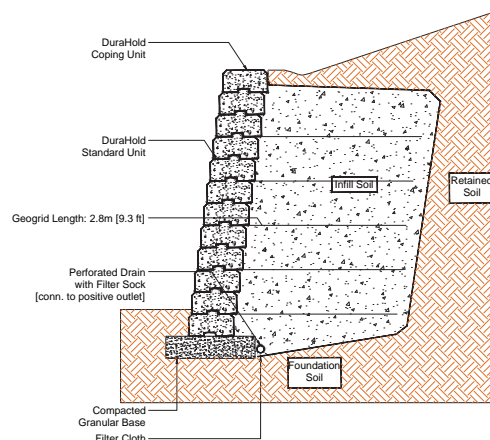 DuraHold
Coping Unit
DuraHold
Standard Unit
Infill Soil
Retained
Soil
Geogrid Length: 2.8m [9.3 ft]
Perforated Drain
with Filter Sock
[conn. to positive outlet]
Foundation
Soil
Compacted
Granular Base
Filter Cloth